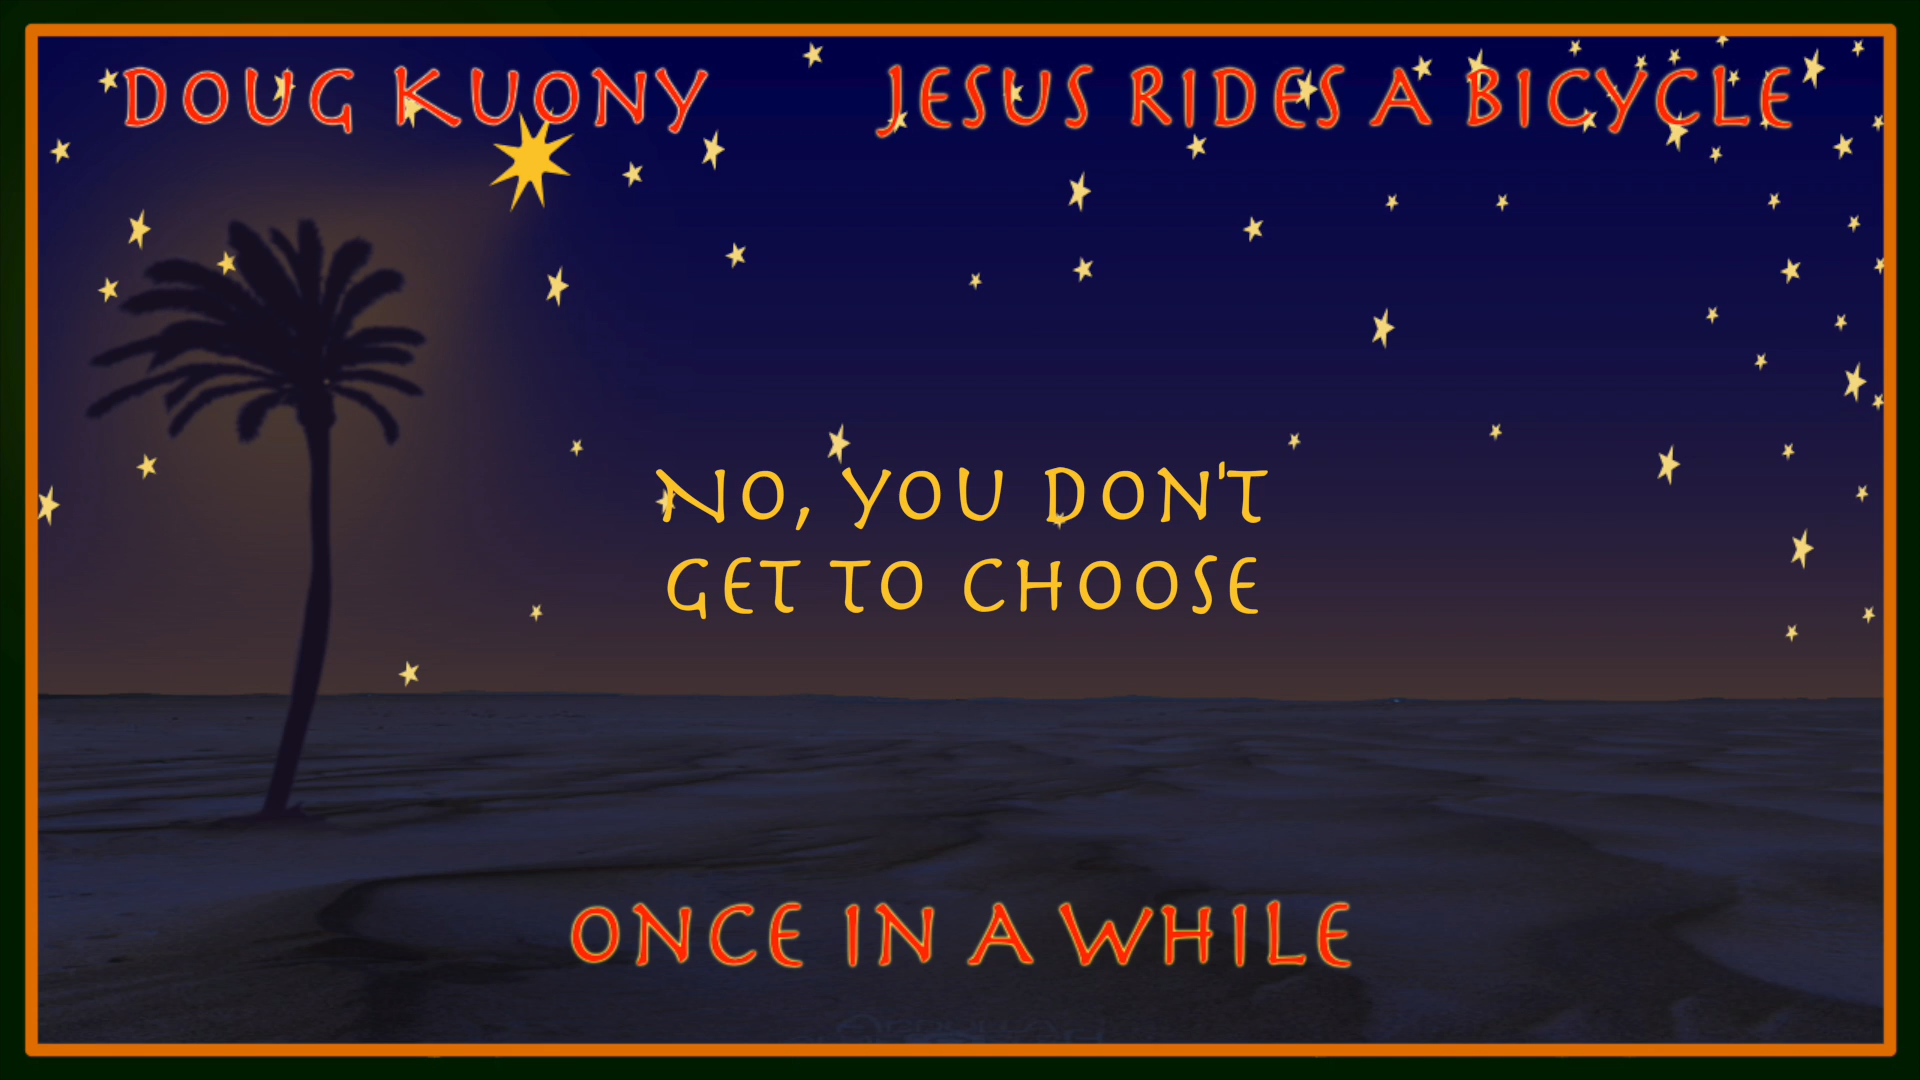 DOUG KUONY
JESUS RIDES A BICYCLE
NO, YOU DON'T
GET TO CHOOSE
ONCE IN A WHILE